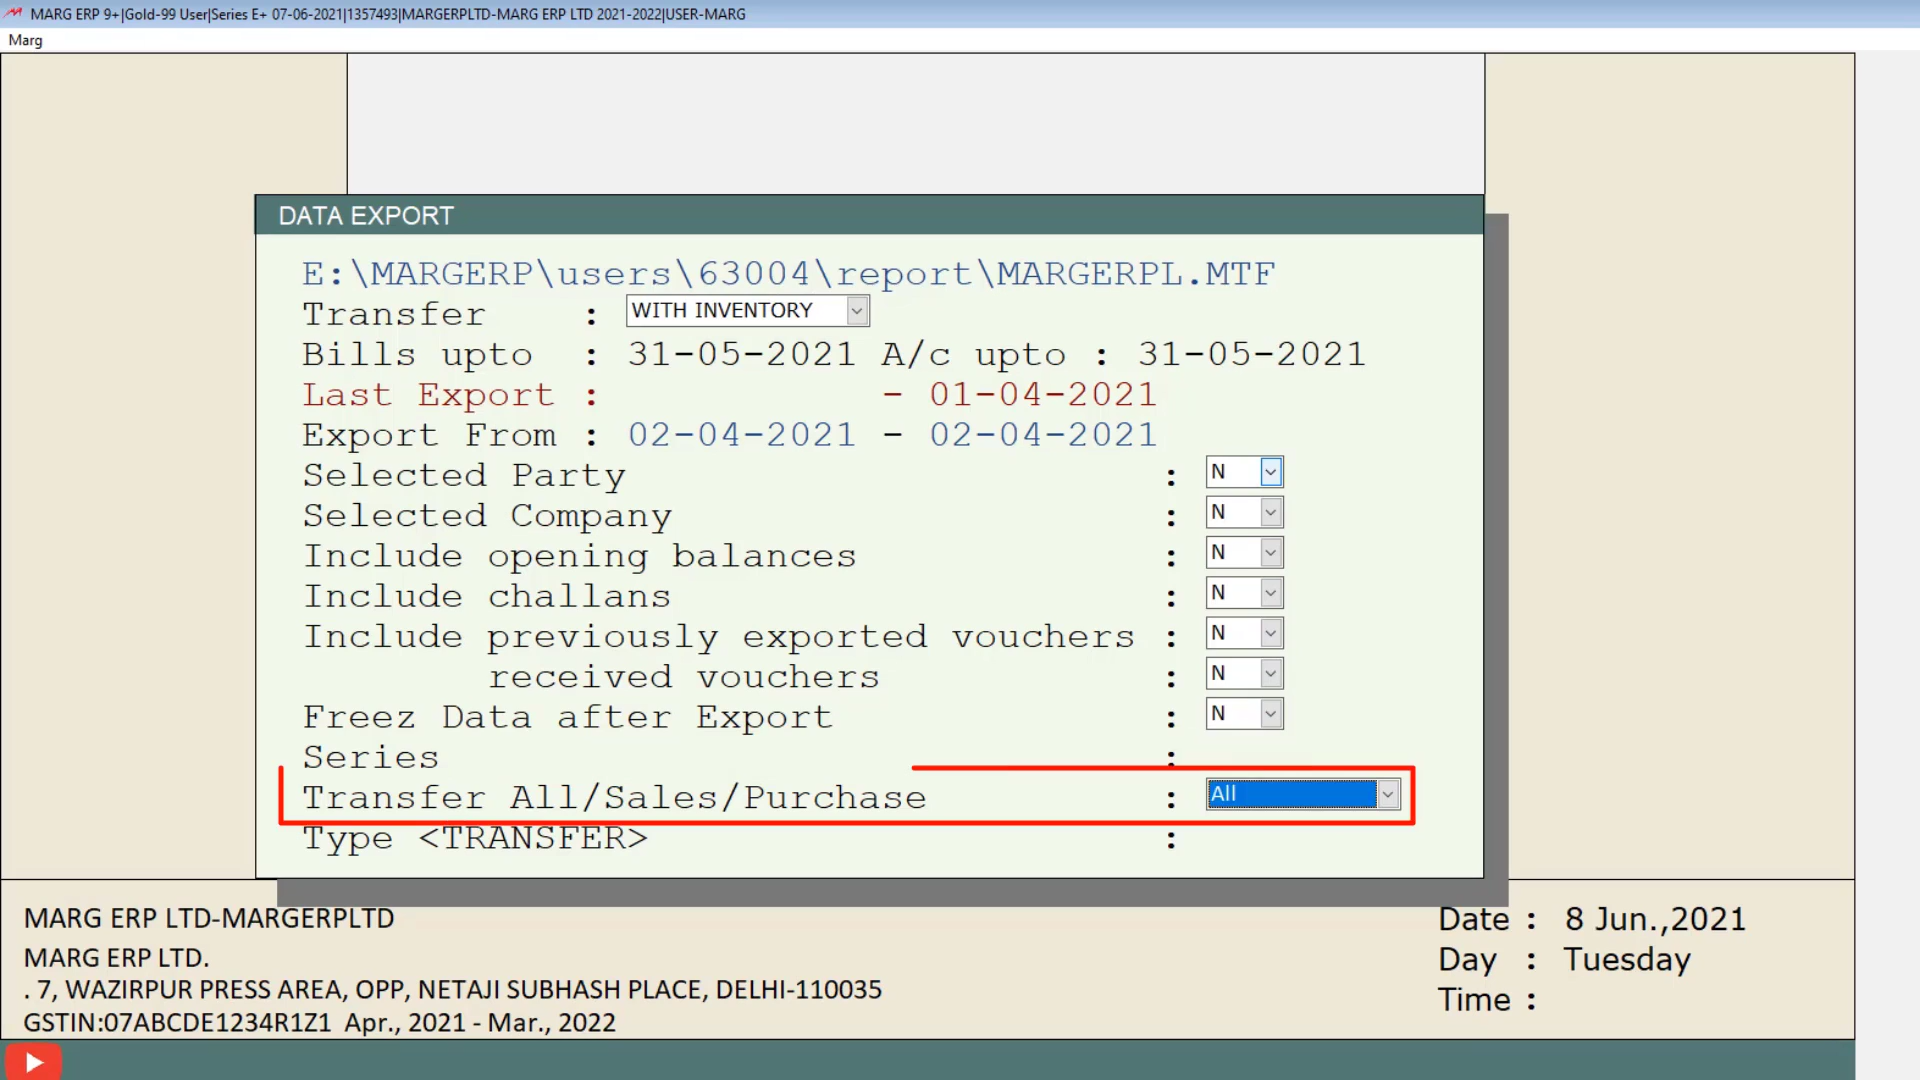 MARG ERP 9+|Gold-99 User|Series E+ 07-06-2021|1357493|MARGERPLTD-MARG ERP LTD 2021-2022|USER-MARG
Marg
DATA EXPORT
E:\MARGERP\users\63004\report\MARGERPL.MTF
Transfer : WITH INVENTORY
Bills upto : 31-05-2021 A/c upto : 31-05-2021
Last Export : - 01-04-2021
Export From : 02-04-2021 - 02-04-2021
Selected Party : N
Selected Company : N
Include opening balances : N
Include challans : N
Include previously exported vouchers : N
received vouchers : N
Freez Data after Export : N
Series :
Transfer All/Sales/Purchase : All
Type <TRANSFER> :
MARG ERP LTD-MARGERPLTD
MARG ERP LTD.
. 7, WAZIRPUR PRESS AREA, OPP, NETAJI SUBHASH PLACE, DELHI-110035
GSTIN:07ABCDE1234R1Z1 Apr., 2021 - Mar., 2022
Date : 8 Jun.,2021
Day : Tuesday
Time :